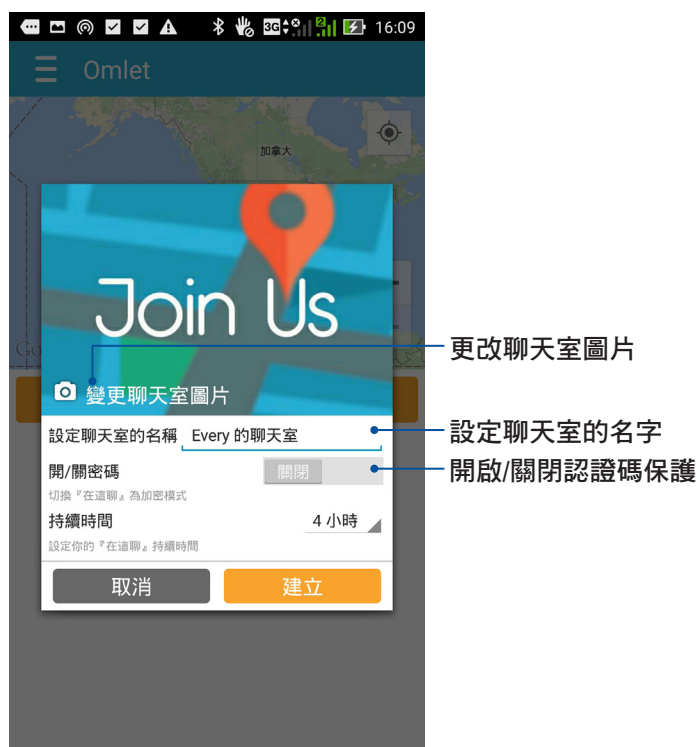 3G 2 16:09
Omlet
加拿大
Join Us
Go
變更聊天室圖片
更改聊天室圖片
設定聊天室的名稱 Every 的聊天室
設定聊天室的名字
開/關密碼 關閉
開啟/關閉認證碼保護
切換『在這聊』為加密模式
持續時間 4 小時
設定你的『在這聊』持續時間
取消 建立